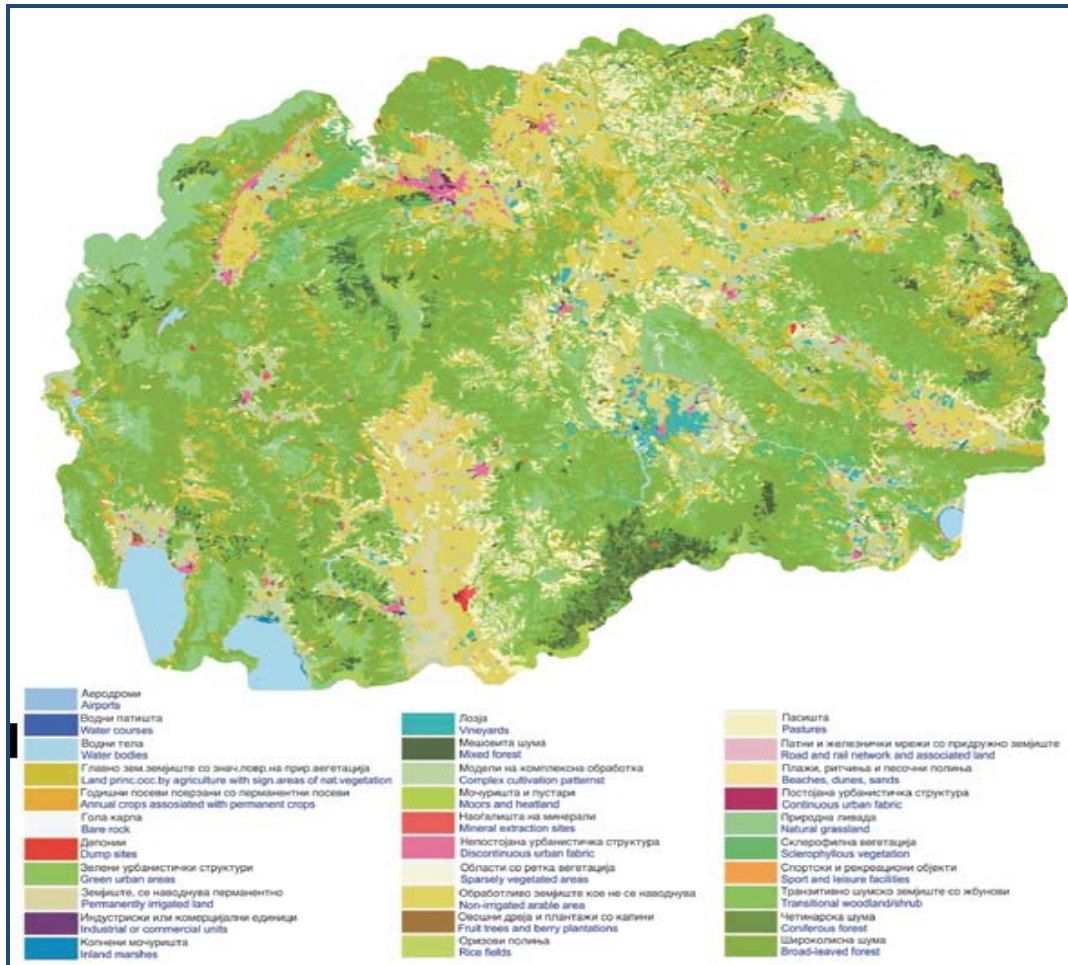 Аеродроми
Airports
Водни патишта
Water courses
Водни тела
Water bodies
Главно зем.земјиште со знач.повр.на прир.вегетација
Land princ.occ.by agriculture with sign.areas of nat.vegetation
Годишни посеви поврзани со перманентни посеви
Annual crops assosiated with permanent crops
Гола карпа
Bare rock
Депонии
Dump sites
Зелени урбанистички структури
Green urban areas
Земјиште, се наводнува перманентно
Permanently irrigated land
Индустриски или комерцијални единици
Industrial or commercial units
Копнени мочуришта
Inland marshes
Лозја
Vineyards
Мешовита шума
Mixed forest
Модели на комплексна обработка
Complex cultivation patternst
Мочуришта и пустари
Moors and heatland
Наоѓалишта на минерали
Mineral extraction sites
Непостојана урбанистичка структура
Discontinuous urban fabric
Области со ретка вегетација
Sparsely vegetated areas
Обработливо земјиште кое не се наводнува
Non-irrigated arable area
Овошни дреја и плантажи со капини
Fruit trees and berry plantations
Оризови полиња
Rice fields
Пасишта
Pastures
Патни и железнички мрежи со придружно земјиште
Road and rail network and associated land
Плажи, ритчиња и песочни полиња
Beaches, dunes, sands
Постојана урбанистичка структура
Continuous urban fabric
Природна ливада
Natural grassland
Склерофилна вегетација
Sclerophyllous vegetation
Спортски и рекреациони објекти
Sport and leisure facilities
Транзитивно шумско земјиште со жбунови
Transitional woodland/shrub
Четинарска шума
Coniferous forest
Широколисна шума
Broad-leaved forest